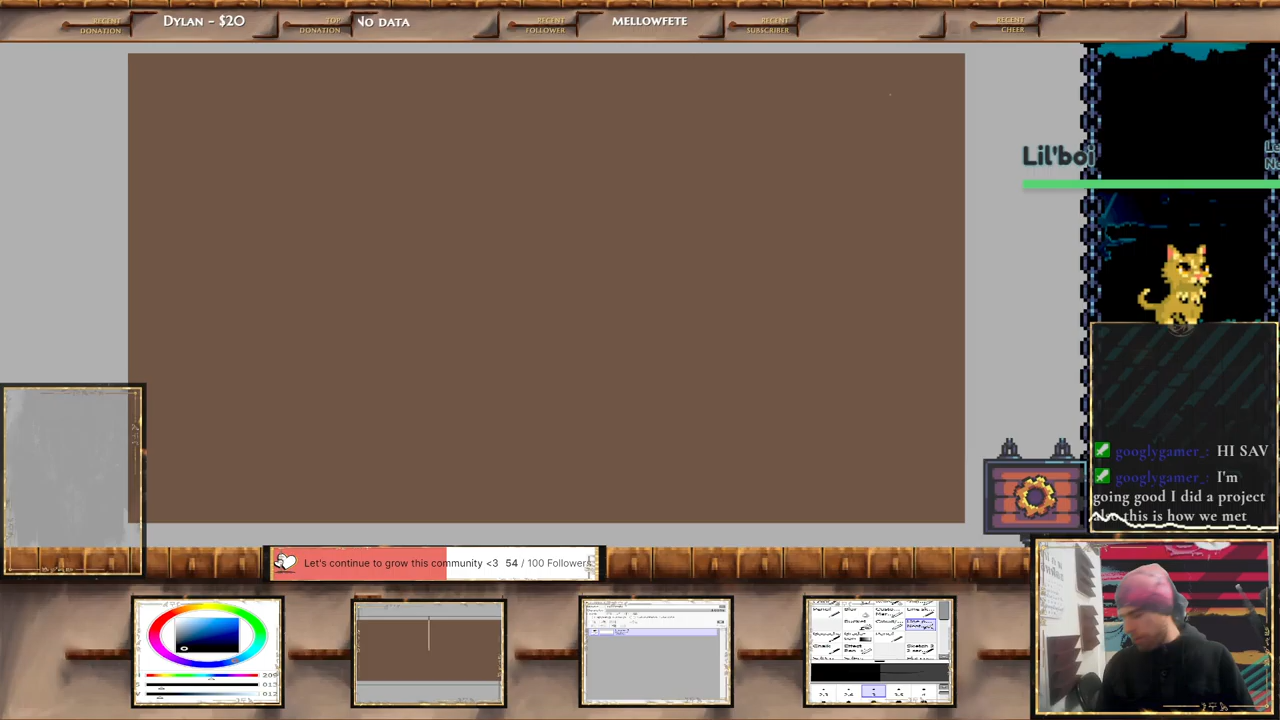 RECENT DONATION
Dylan - $20
TOP DONATION
No data
RECENT FOLLOWER
MELLOWFETE
RECENT SUBSCRIBER
RECENT CHEER
Lil'boi
googlygamer_: HI SAV
googlygamer_: I'm
going good I did a project
also this is how we met
Let's continue to grow this community <3 54 / 100 Followers